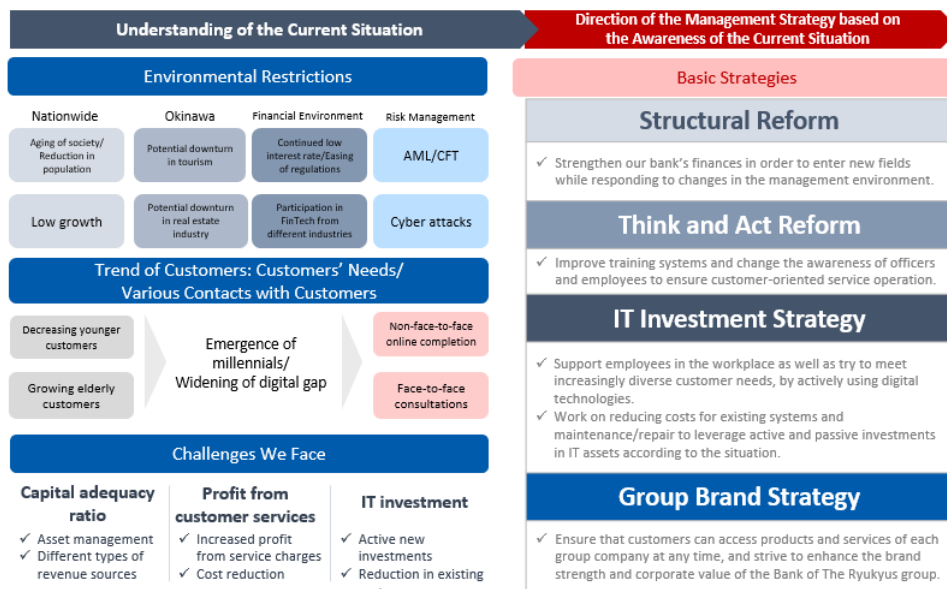 Understanding of the Current Situation
Direction of the Management Strategy based on
the Awareness of the Current Situation
Environmental Restrictions
Nationwide
Okinawa
Financial Environment
Risk Management
Aging of society/
Reduction in
population
Potential downturn
in tourism
Continued low
interest rate/Easing
of regulations
AML/CFT
Low growth
Potential downturn
in real estate
industry
Participation in
FinTech from
different industries
Cyber attacks
Trend of Customers: Customers' Needs/
Various Contacts with Customers
Decreasing younger
customers
Growing elderly
customers
Emergence of
millennials/
Widening of digital gap
Non-face-to-face
online completion
Face-to-face
consultations
Challenges We Face
Capital adequacy
ratio
✓ Asset management
✓ Different types of
revenue sources
Profit from
customer services
✓ Increased profit
from service charges
✓ Cost reduction
IT investment
✓ Active new
investments
✓ Reduction in existing
Basic Strategies
Structural Reform
✓ Strengthen our bank's finances in order to enter new fields
while responding to changes in the management environment.
Think and Act Reform
✓ Improve training systems and change the awareness of officers
and employees to ensure customer-oriented service operation.
IT Investment Strategy
✓ Support employees in the workplace as well as try to meet
increasingly diverse customer needs, by actively using digital
technologies.
✓ Work on reducing costs for existing systems and
maintenance/repair to leverage active and passive investments
in IT assets according to the situation.
Group Brand Strategy
✓ Ensure that customers can access products and services of each
group company at any time, and strive to enhance the brand
strength and corporate value of the Bank of The Ryukyus group.